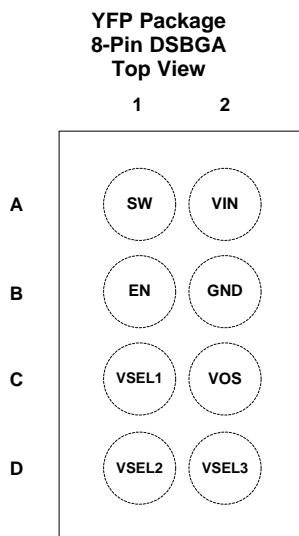 YFP Package
8-Pin DSBGA
Top View
1 2
A SW VIN
B EN GND
C VSEL1 VOS
D VSEL2 VSEL3